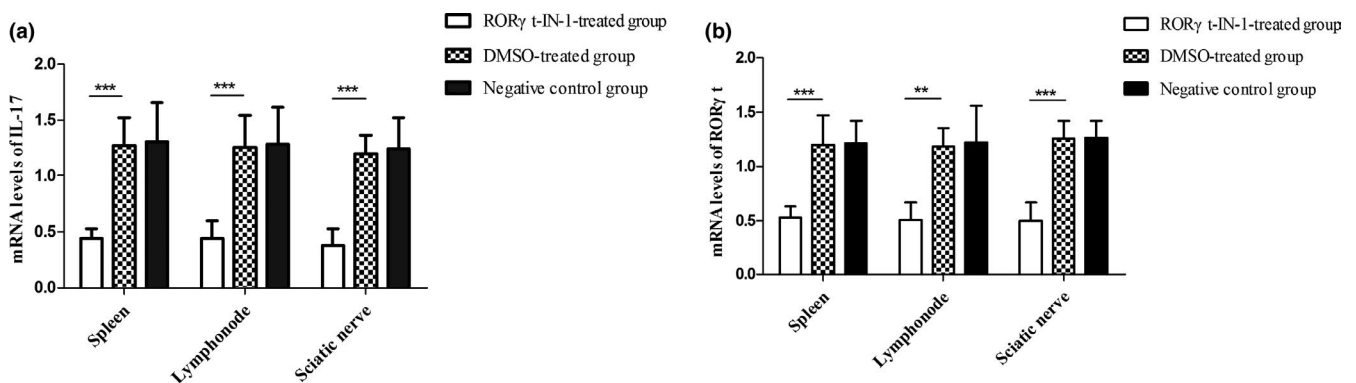 (a)
RORγ t-IN-1-treated group
DMSO-treated group
Negative control group
mRNA levels of IL-17
2.0
1.5
1.0
0.5
0.0
***
***
***
Spleen
Lymphonode
Sciatic nerve
(b)
RORγ t-IN-1-treated group
DMSO-treated group
Negative control group
mRNA levels of RORγ t
2.0
1.5
1.0
0.5
0.0
***
**
***
Spleen
Lymphonode
Sciatic nerve